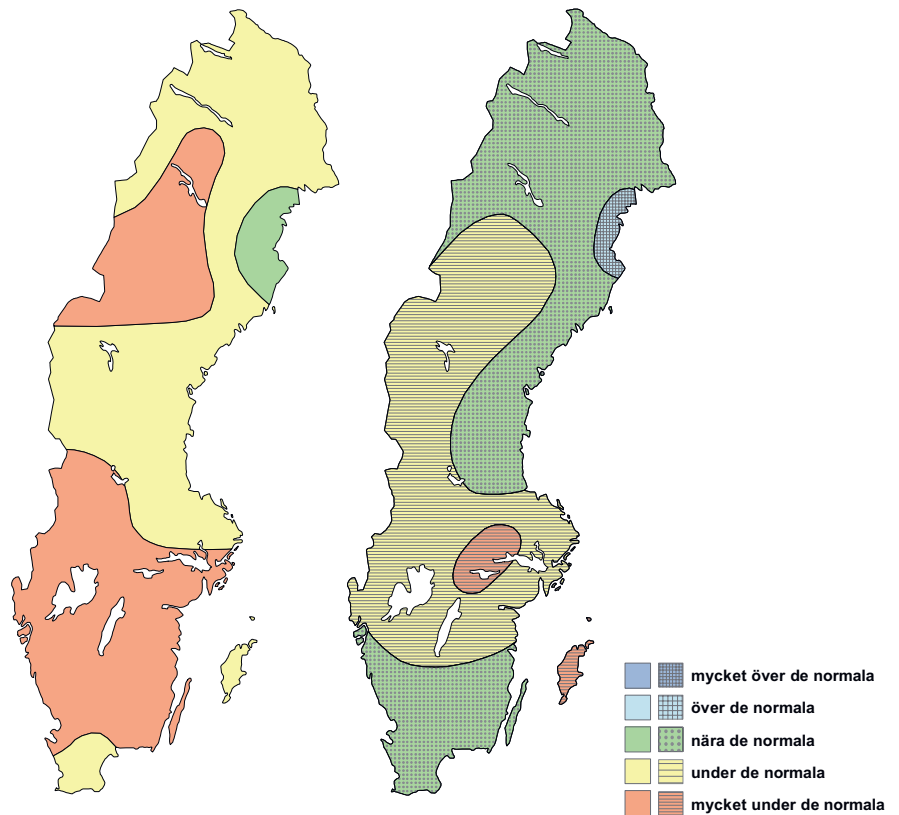 mycket över de normala
över de normala
nära de normala
under de normala
mycket under de normala